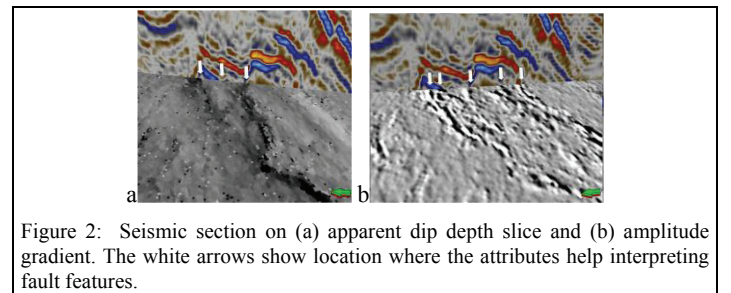 a
b
Figure 2: Seismic section on (a) apparent dip depth slice and (b) amplitude
gradient. The white arrows show location where the attributes help interpreting
fault features.